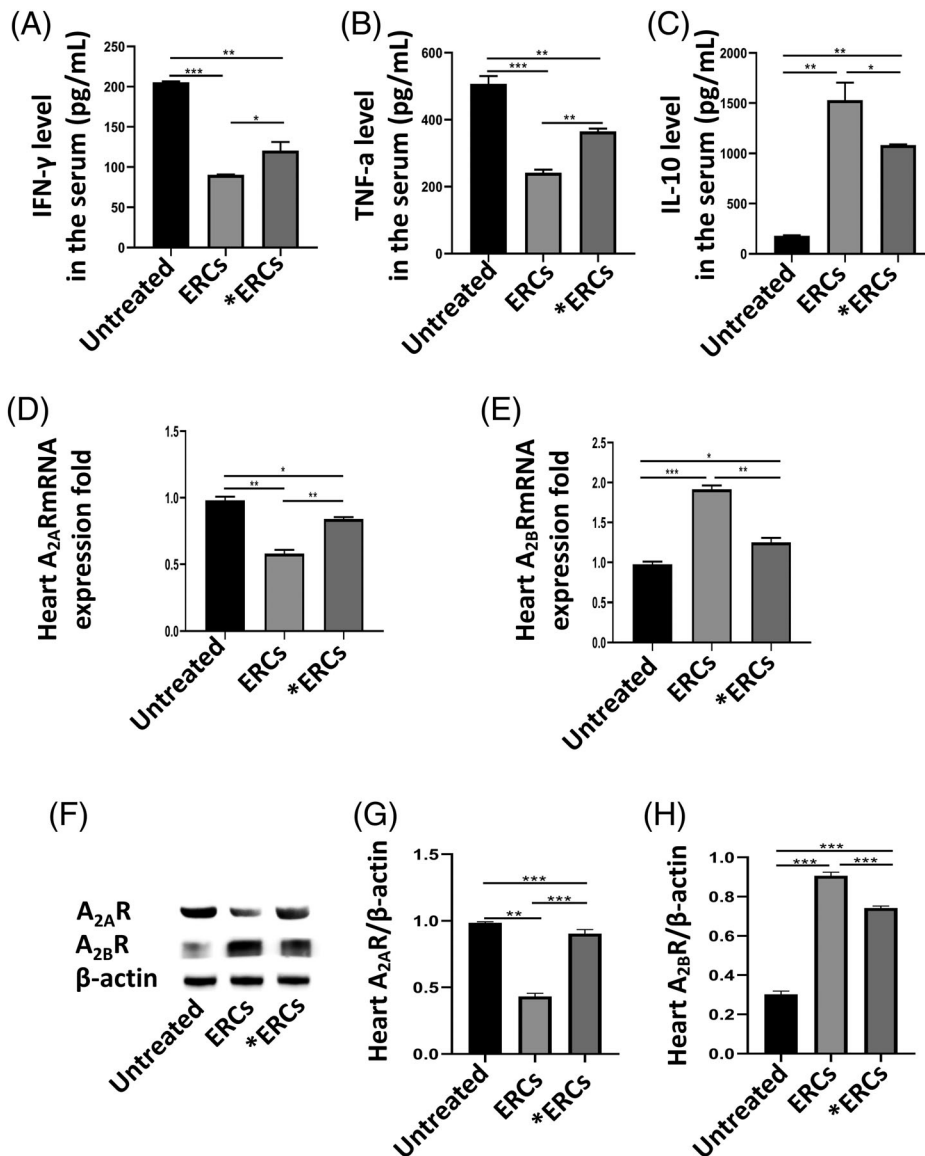 (A)
IFN-γ level
in the serum (pg/mL)
250
200
150
100
50
0
***
**
*
Untreated
ERCs
*ERCs
(B)
TNF-a level
in the serum (pg/mL)
600
400
200
0
***
**
**
Untreated
ERCs
*ERCs
(C)
IL-10 level
in the serum (pg/mL)
2000
1500
1000
500
0
**
**
*
Untreated
ERCs
*ERCs
(D)
Heart A2ARmRNA
expression fold
1.5
1.0
0.5
0.0
*
**
**
Untreated
ERCs
*ERCs
(E)
Heart A2BRmRNA
expression fold
2.5
2.0
1.5
1.0
0.5
0.0
*
***
**
Untreated
ERCs
*ERCs
(F)
A2AR
A2BR
β-actin
Untreated
ERCs
*ERCs
(G)
Heart A2AR/β-actin
1.5
1.0
0.5
0.0
***
***
**
Untreated
ERCs
*ERCs
(H)
Heart A2BR/β-actin
1.0
0.8
0.6
0.4
0.2
0.0
***
***
***
Untreated
ERCs
*ERCs